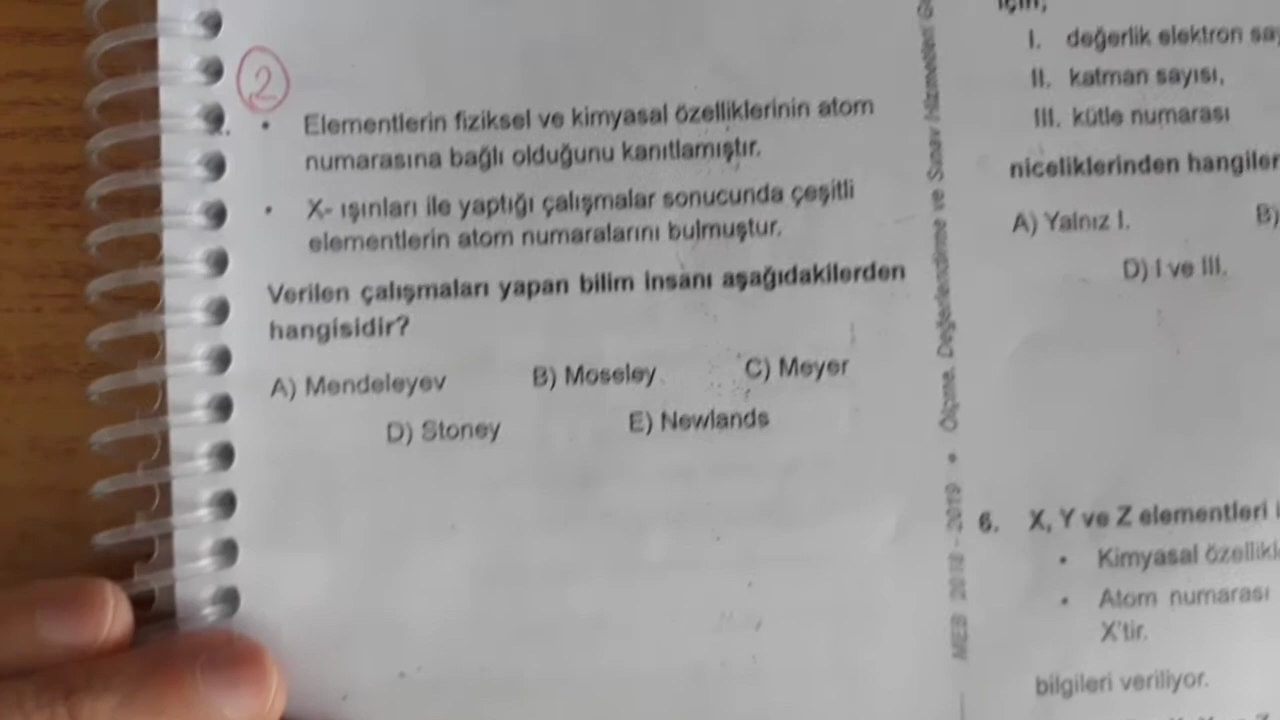 2
• Elementlerin fiziksel ve kimyasal özelliklerinin atom
numarasına bağlı olduğunu kanıtlamıştır.
• X- ışınları ile yaptığı çalışmalar sonucunda çeşitli
elementlerin atom numaralarını bulmuştur.
Verilen çalışmaları yapan bilim insanı aşağıdakilerden
hangisidir?
A) Mendeleyev B) Moseley C) Meyer
D) Stoney E) Newlands
MEB 2018 - 2019 • Ölçme, Değerlendirme ve Sınav Hizmetleri
için,
I. değerlik elektron
II. katman sayısı,
III. kütle numarası
niceliklerinden
A) Yalnız I. B)
D) I ve III.
6. X, Y ve Z elementleri
• Kimyasal
• Atom numarası
X'tir.
bilgileri veriliyor.